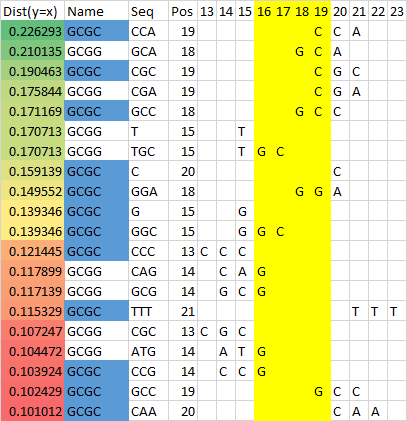 Dist(y=x) Name Seq Pos 13 14 15 16 17 18 19 20 21 22 23
0.226293 GCGC CCA 19 C C A
0.210135 GCGG GCA 18 G C A
0.190463 GCGC CGC 19 C G C
0.175844 GCGG CGA 19 C G A
0.171169 GCGC GCC 18 G C C
0.170713 GCGG T 15 T
0.170713 GCGG TGC 15 T G C
0.159139 GCGC C 20 C
0.149552 GCGC GGA 18 G G A
0.139346 GCGC G 15 G
0.139346 GCGC GGC 15 G G C
0.121445 GCGC CCC 13 C C C
0.117899 GCGG CAG 14 C A G
0.117139 GCGG GCG 14 G C G
0.115329 GCGC TTT 21 T T T
0.107247 GCGG CGC 13 C G C
0.104472 GCGG ATG 14 A T G
0.103924 GCGC CCG 14 C C G
0.102429 GCGC GCC 19 G C C
0.101012 GCGC CAA 20 C A A